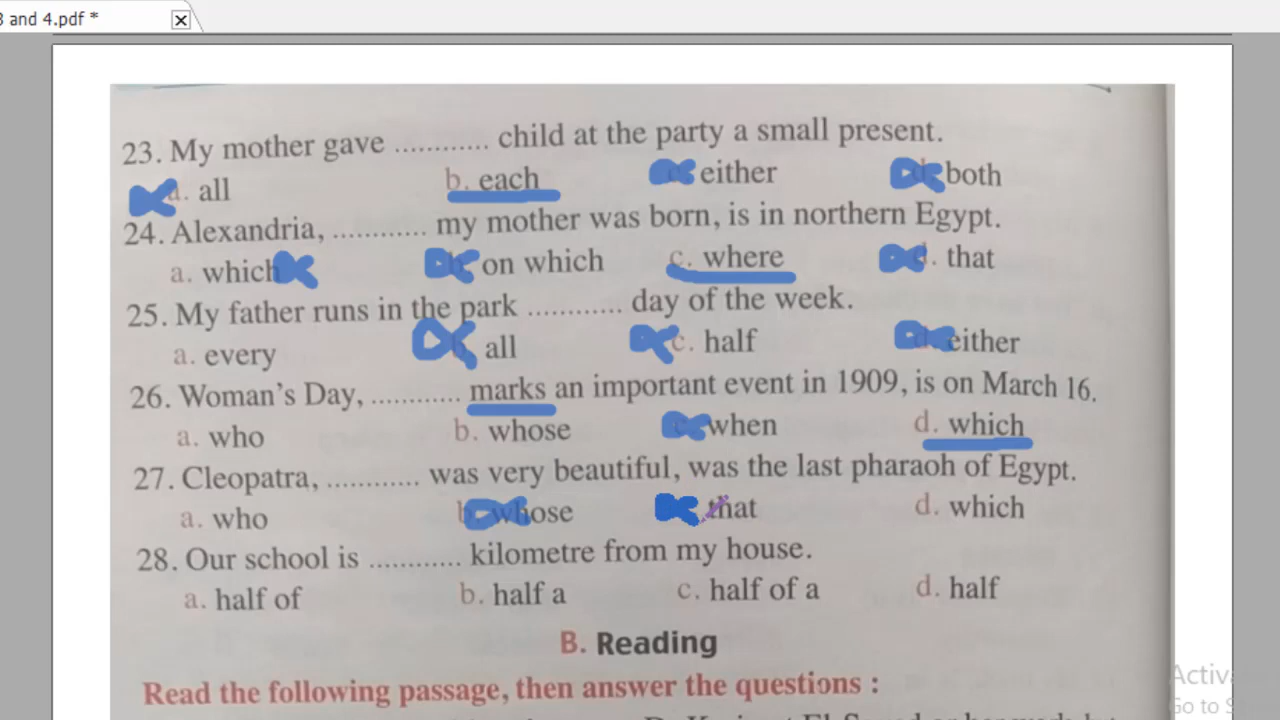 3 and 4.pdf *
23. My mother gave ............ child at the party a small present.
a. all b. each either d. both
24. Alexandria, ............ my mother was born, is in northern Egypt.
a. which b. on which c. where d. that
25. My father runs in the park ............ day of the week.
a. every b. all c. half d. either
26. Woman's Day, ............ marks an important event in 1909, is on March 16.
a. who b. whose c. when d. which
27. Cleopatra, ............ was very beautiful, was the last pharaoh of Egypt.
a. who b. whose that d. which
28. Our school is ............ kilometre from my house.
a. half of b. half a c. half of a d. half
B. Reading
Read the following passage, then answer the questions :
Activa
Go to S